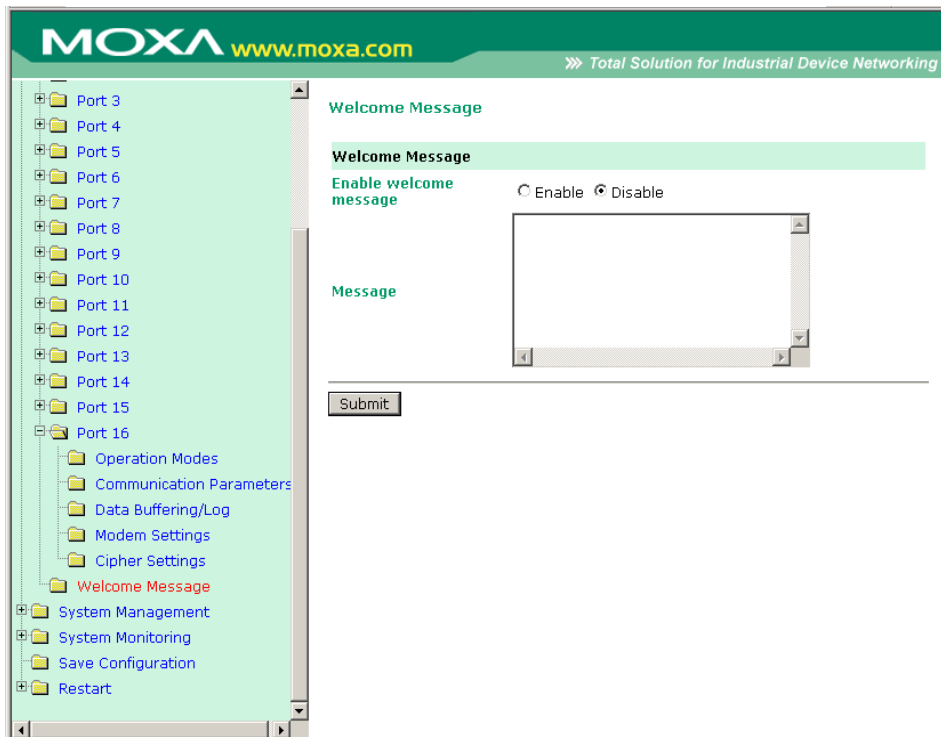 MOXA www.moxa.com
Total Solution for Industrial Device Networking
Port 3
Port 4
Port 5
Port 6
Port 7
Port 8
Port 9
Port 10
Port 11
Port 12
Port 13
Port 14
Port 15
Port 16
Operation Modes
Communication Parameters
Data Buffering/Log
Modem Settings
Cipher Settings
Welcome Message
System Management
System Monitoring
Save Configuration
Restart
Welcome Message
Welcome Message
Enable welcome
message
Enable Disable
Message
Submit